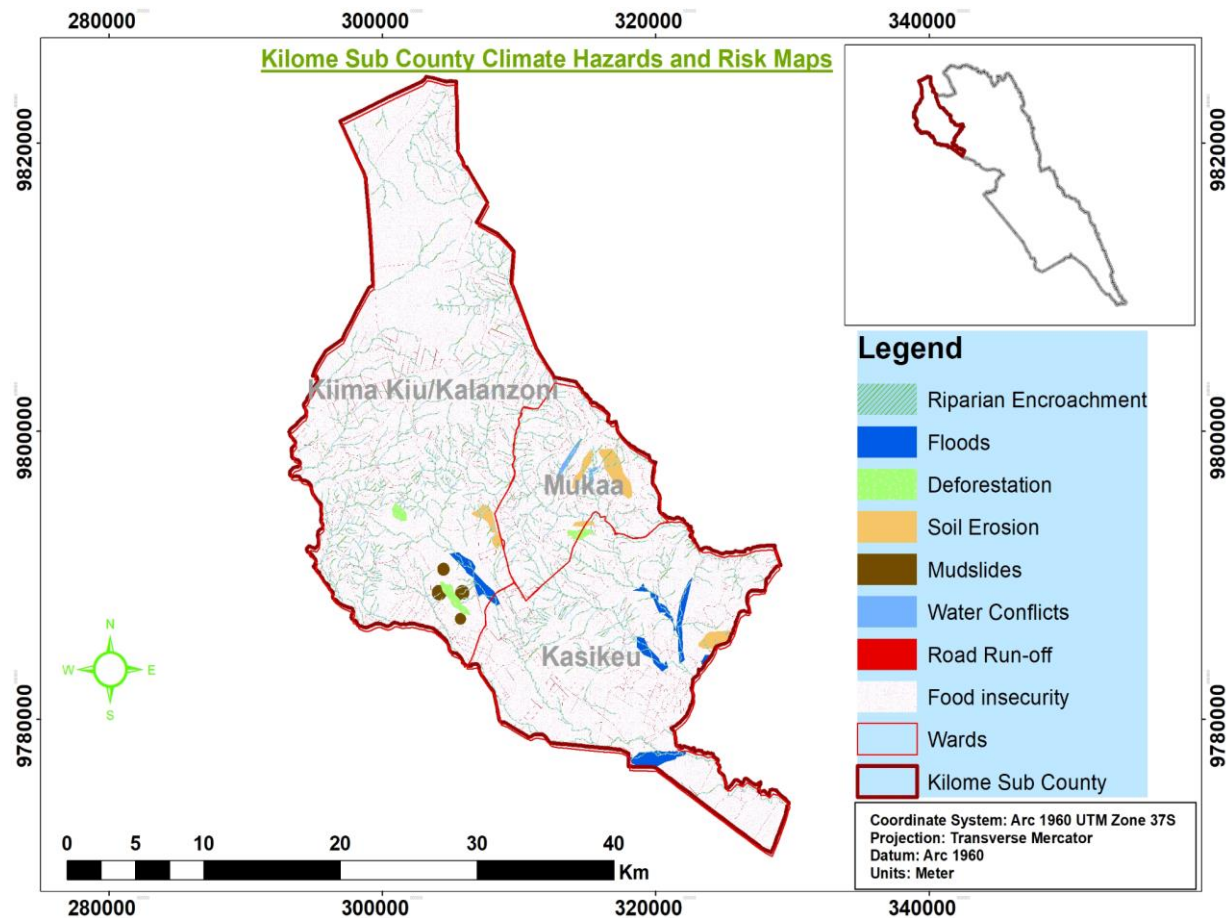 280000
300000
320000
340000
Kilome Sub County Climate Hazards and Risk Maps
9820000
9820000
9800000
9800000
9780000
9780000
Kiima Kiu/Kalanzoni
Mukaa
Kasikeu
N
W
E
S
Legend
Riparian Encroachment
Floods
Deforestation
Soil Erosion
Mudslides
Water Conflicts
Road Run-off
Food insecurity
Wards
Kilome Sub County
Coordinate System: Arc 1960 UTM Zone 37S
Projection: Transverse Mercator
Datum: Arc 1960
Units: Meter
0 5 10 20 30 40
Km
280000
300000
320000
340000